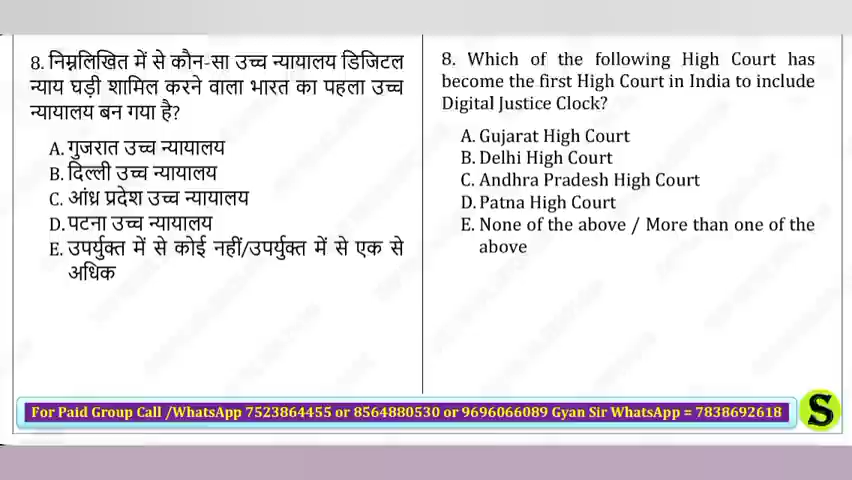 8. निम्नलिखित में से कौन-सा उच्च न्यायालय डिजिटल
न्याय घड़ी शामिल करने वाला भारत का पहला उच्च
न्यायालय बन गया है?
A. गुजरात उच्च न्यायालय
B. दिल्ली उच्च न्यायालय
C. आंध्र प्रदेश उच्च न्यायालय
D. पटना उच्च न्यायालय
E. उपर्युक्त में से कोई नहीं/उपर्युक्त में से एक से
अधिक
8. Which of the following High Court has
become the first High Court in India to include
Digital Justice Clock?
A. Gujarat High Court
B. Delhi High Court
C. Andhra Pradesh High Court
D. Patna High Court
E. None of the above / More than one of the
above
For Paid Group Call /WhatsApp 7523864455 or 8564880530 or 9696066089 Gyan Sir WhatsApp = 7838692618
S